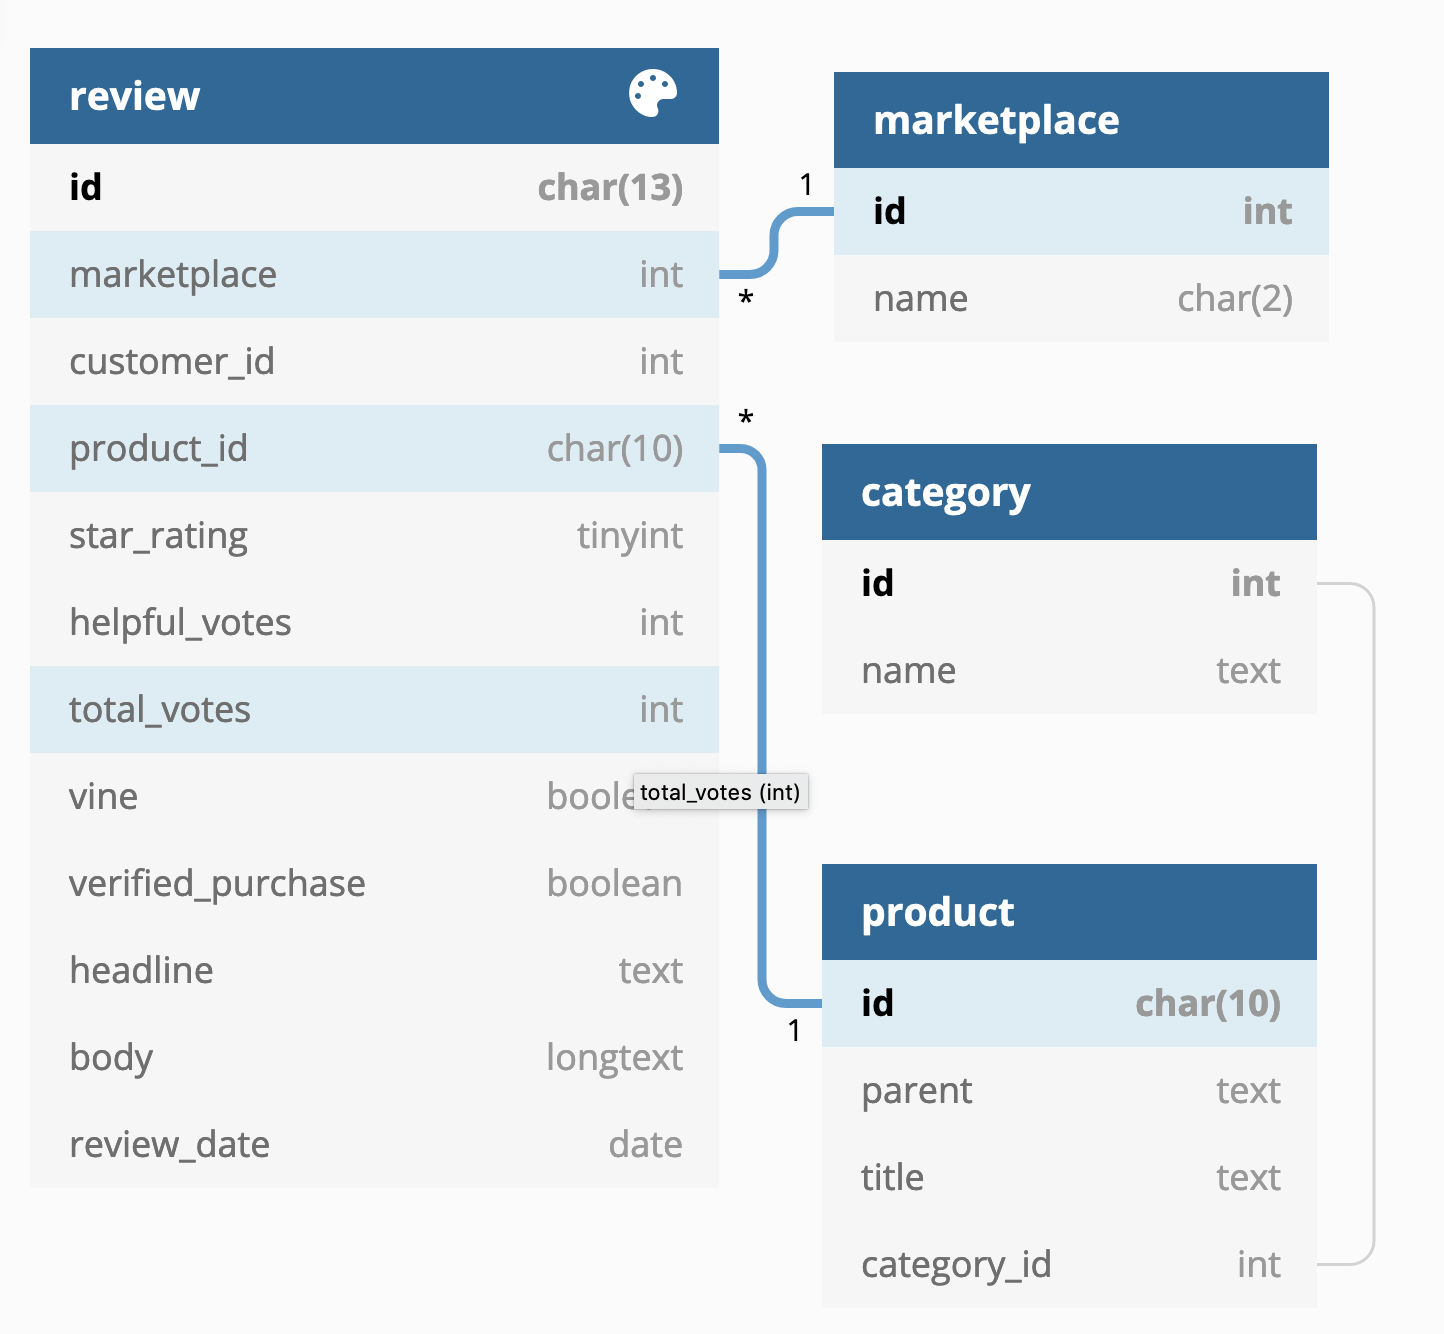 review
id char(13)
marketplace int
*
customer_id int
product_id char(10)
*
star_rating tinyint
helpful_votes int
total_votes int
vine boole
total_votes (int)
verified_purchase boolean
headline text
body longtext
review_date date
marketplace
1
id int
name char(2)
category
id int
name text
product
id char(10)
1
parent text
title text
category_id int